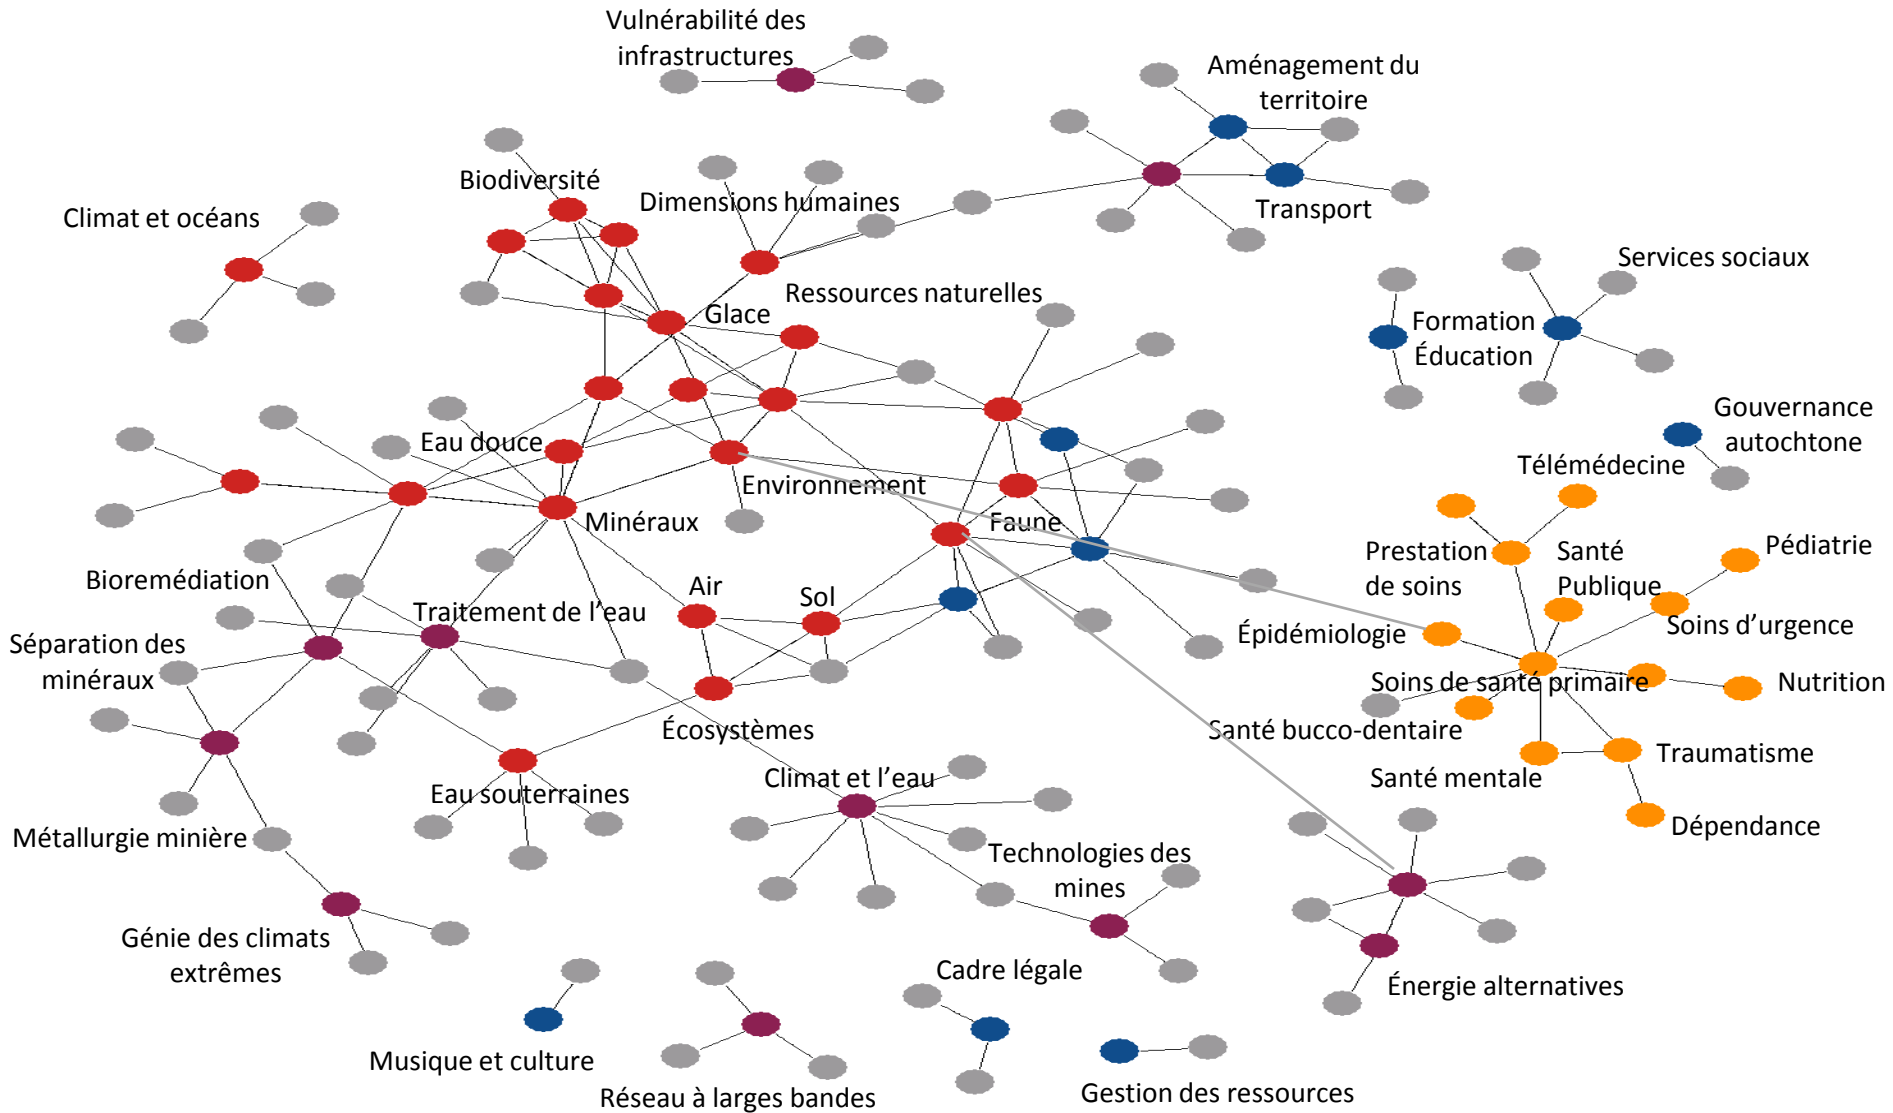 Vulnérabilité des
infrastructures
Aménagement du
territoire
Biodiversité
Dimensions humaines
Transport
Climat et océans
Services sociaux
Ressources naturelles
Glace
Formation
Éducation
Gouvernance
autochtone
Eau douce
Télémédecine
Environnement
Minéraux
Faune
Prestation
de soins
Santé
Publique
Pédiatrie
Bioremédiation
Air
Sol
Traitement de l’eau
Épidémiologie
Soins d’urgence
Séparation des
minéraux
Soins de santé primaire
Nutrition
Écosystèmes
Santé bucco-dentaire
Climat et l’eau
Santé mentale
Traumatisme
Eau souterraines
Métallurgie minière
Dépendance
Technologies des
mines
Génie des climats
extrêmes
Cadre légale
Énergie alternatives
Musique et culture
Réseau à larges bandes
Gestion des ressources